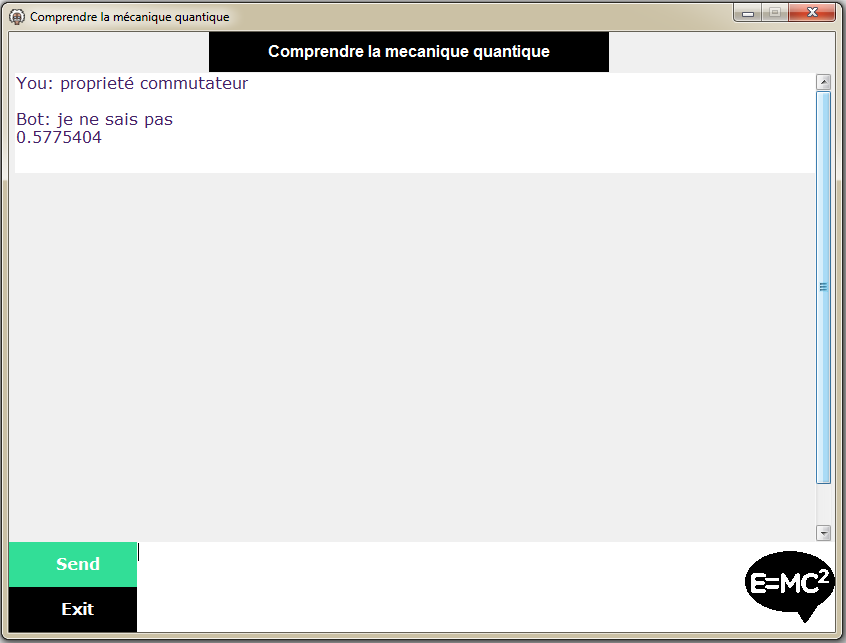 Comprendre la mécanique quantique
Comprendre la mecanique quantique
You: proprieté commutateur
Bot: je ne sais pas
0.5775404
Send
Exit
E=MC²